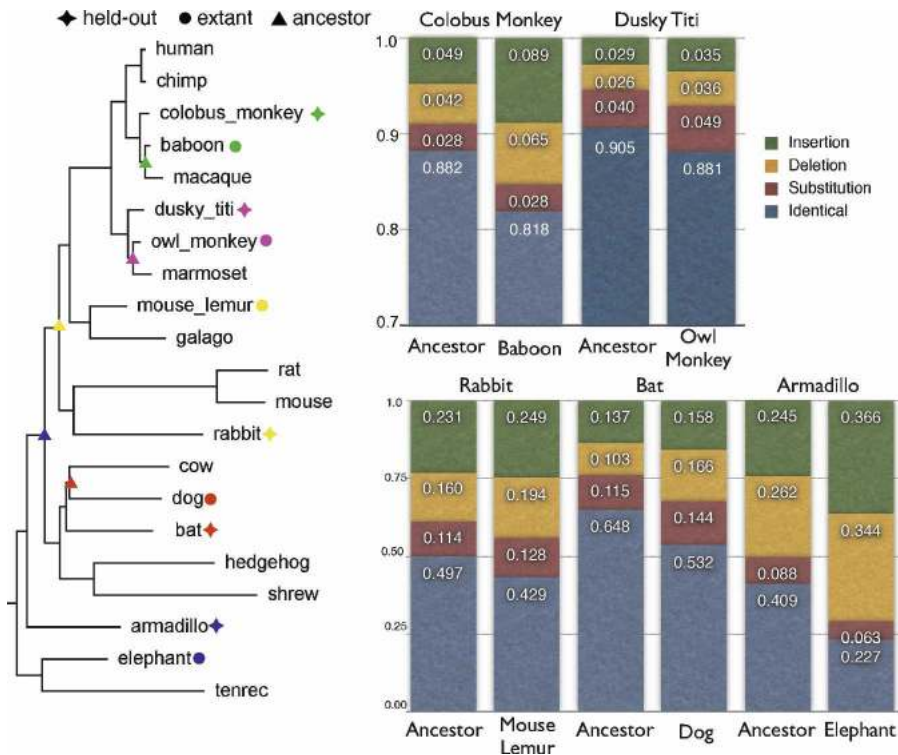 held-out extant ancestor
human
chimp
colobus_monkey
baboon
macaque
dusky_titi
owl_monkey
marmoset
mouse_lemur
galago
rat
mouse
rabbit
cow
dog
bat
hedgehog
shrew
armadillo
elephant
tenrec
Colobus Monkey Dusky Titi
1.0
0.9
0.8
0.7
0.049 0.089 0.029 0.035
0.042 0.065 0.026 0.036
0.028 0.028 0.040 0.049
0.882 0.818 0.905 0.881
Ancestor Baboon Ancestor Owl
Monkey
Insertion
Deletion
Substitution
Identical
Rabbit Bat Armadillo
1.0
0.75
0.50
0.25
0.00
0.231 0.249 0.137 0.158 0.245 0.366
0.160 0.194 0.103 0.166 0.262 0.344
0.114 0.128 0.115 0.144 0.088 0.063
0.497 0.429 0.648 0.532 0.409 0.227
Ancestor Mouse Ancestor Dog Ancestor Elephant
Lemur